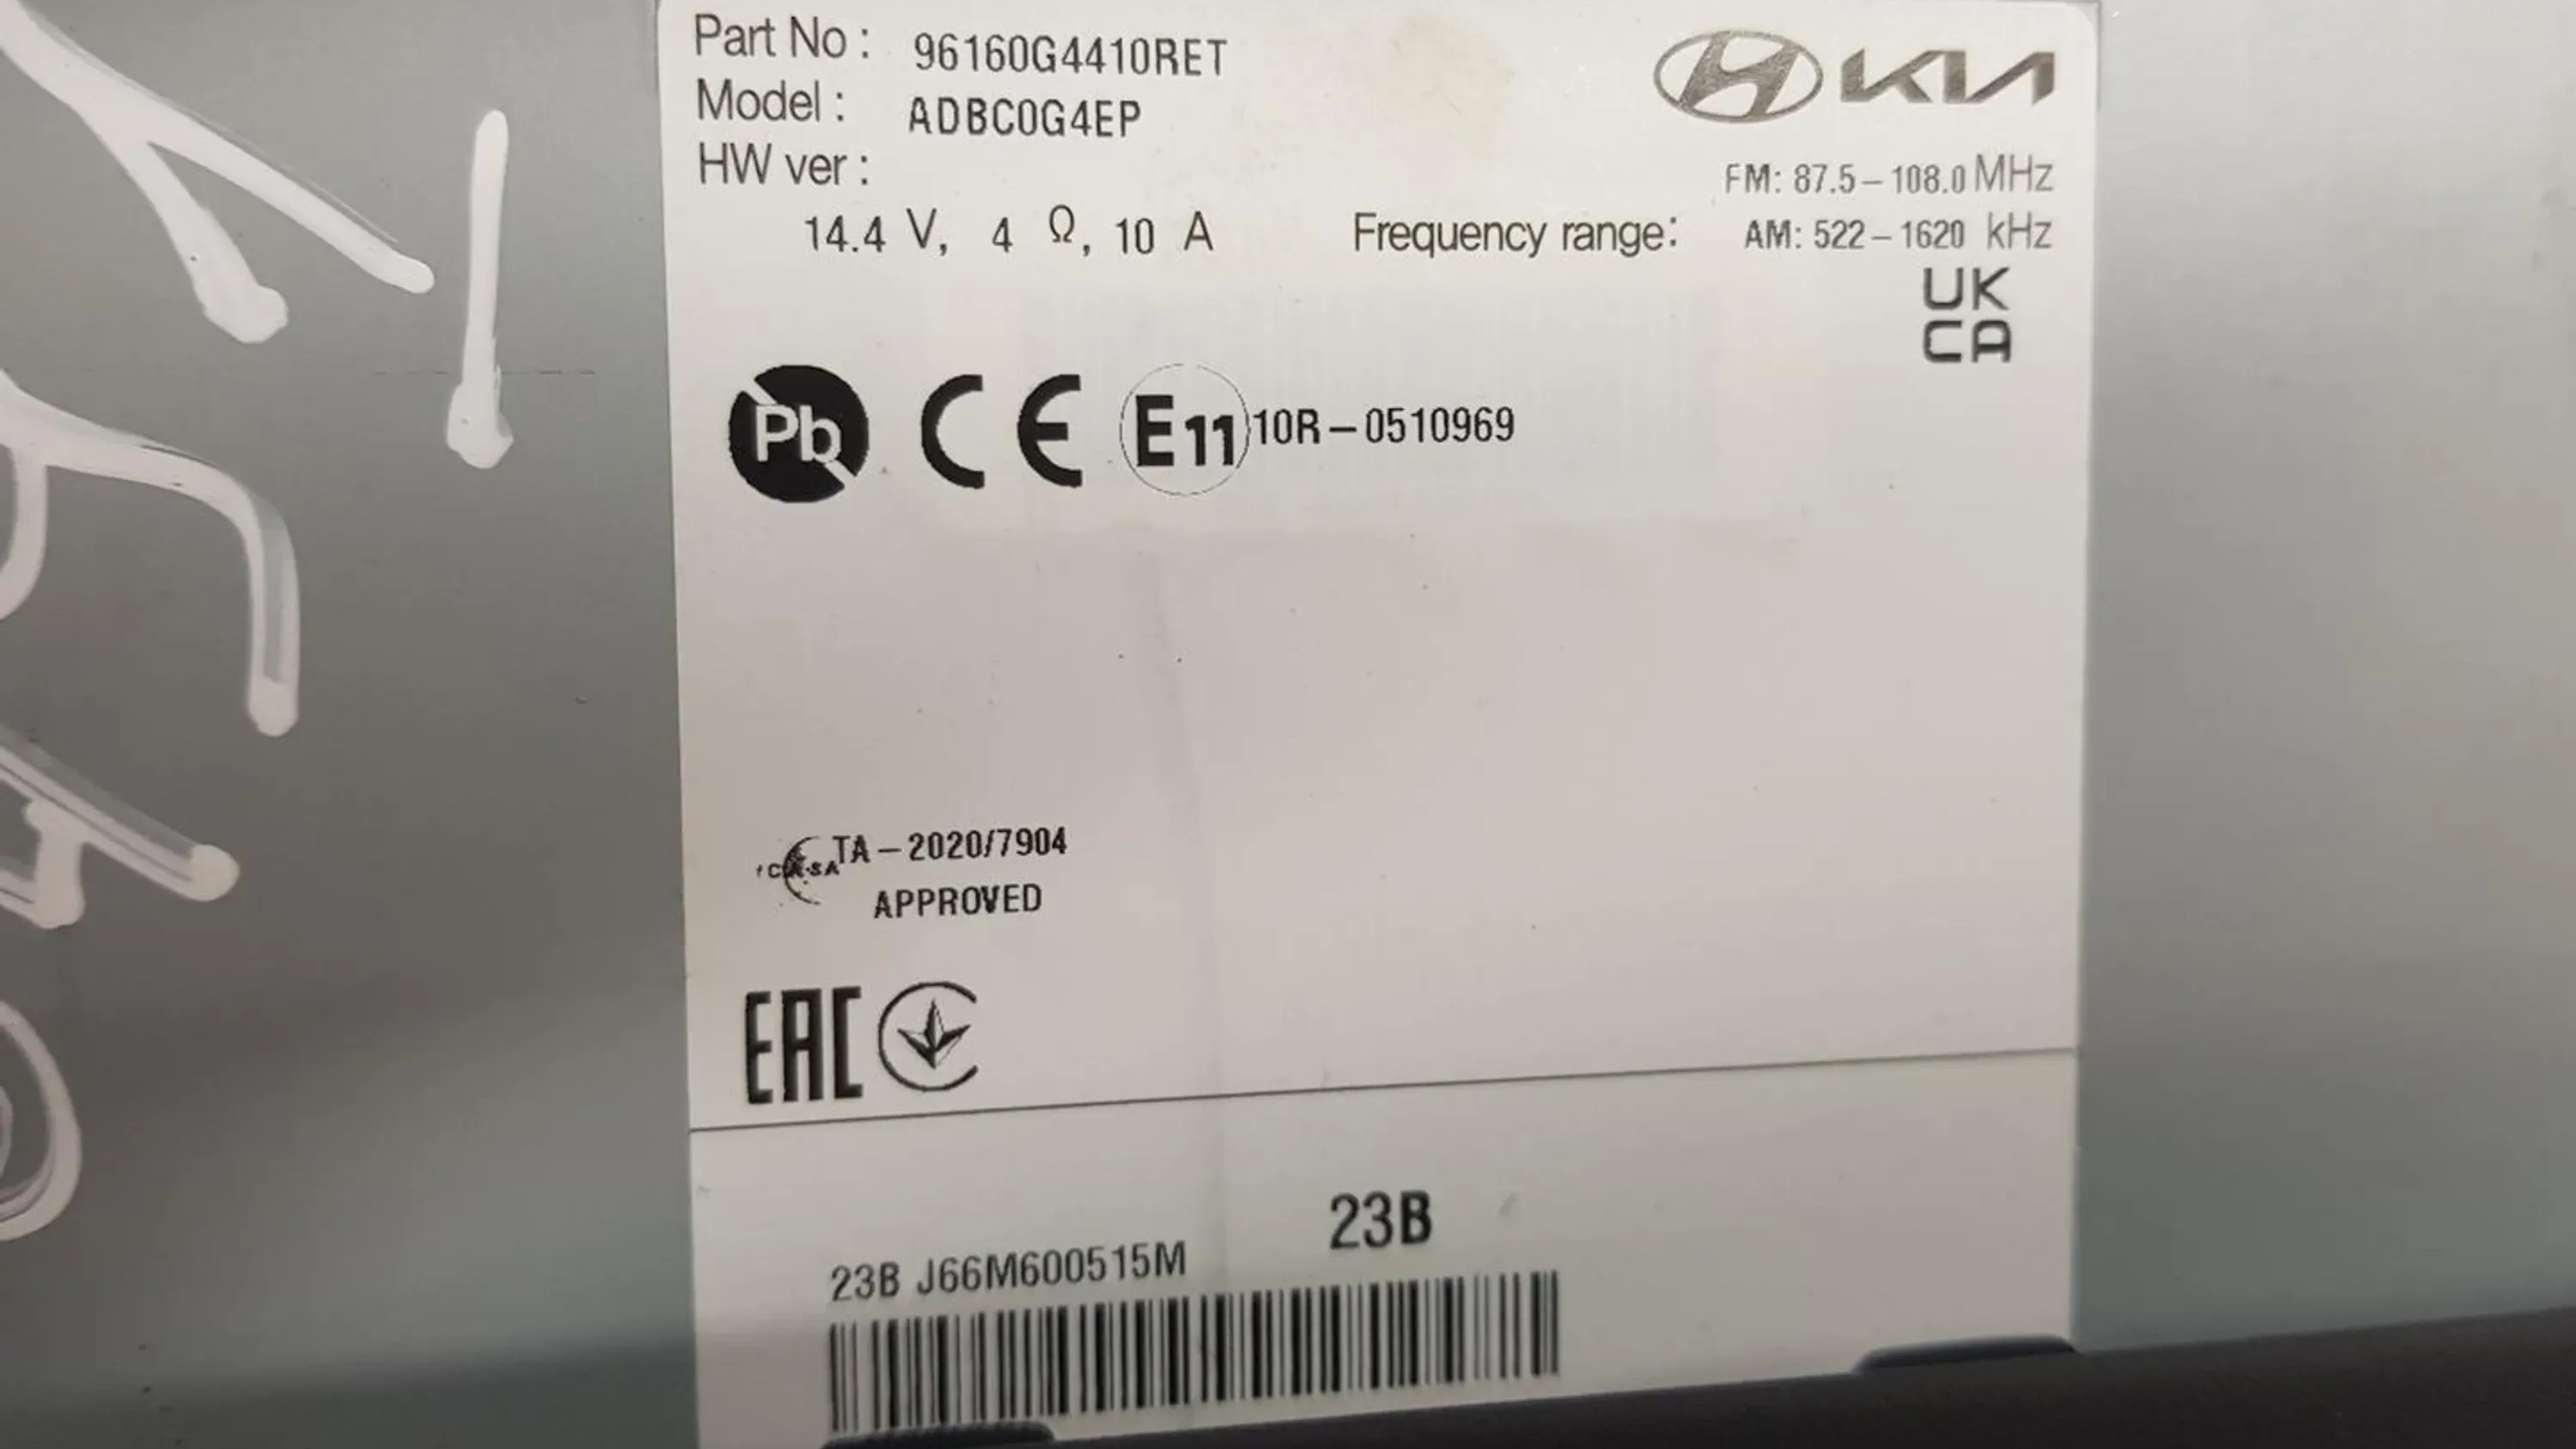 Part No : 96160G4410RET
KIA
Model : ADBC0G4EP
HW ver :
FM: 87.5 – 108.0 MHz
14.4 V, 4 Ω, 10 A
Frequency range: AM: 522 – 1620 kHz
UK
CA
Pb CE E11 10R – 0510969
ICASA TA – 2020/7904
APPROVED
EAC
23B
23B J66M600515M